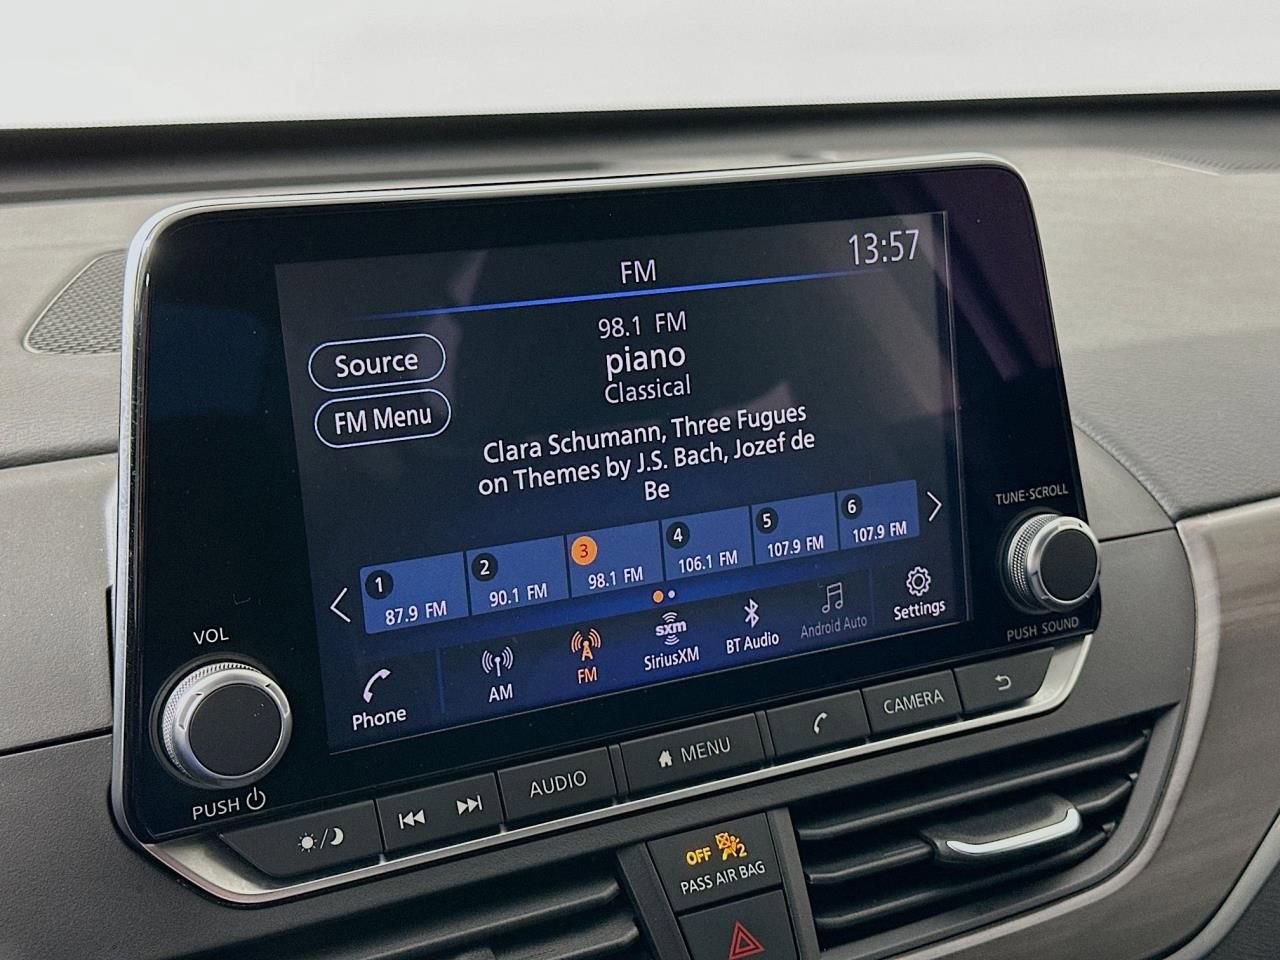 FM
13:57
98.1 FM
piano
Classical
Source
FM Menu
Clara Schumann, Three Fugues
on Themes by J.S. Bach, Jozef de
Be
1
87.9 FM
2
90.1 FM
3
98.1 FM
4
106.1 FM
5
107.9 FM
6
107.9 FM
Phone
AM
FM
sxm
SiriusXM
BT Audio
Android Auto
Settings
VOL
PUSH
TUNE·SCROLL
PUSH SOUND
AUDIO
MENU
CAMERA
OFF
2
PASS AIR BAG